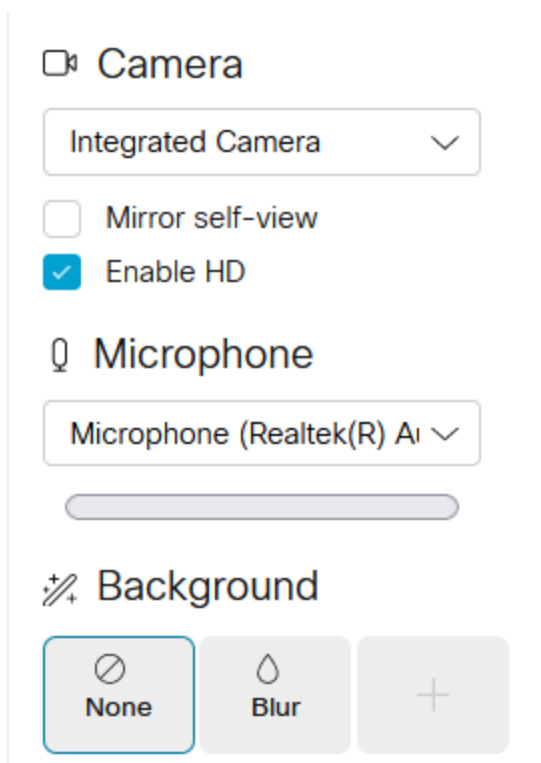 Camera
Integrated Camera
Mirror self-view
Enable HD
Microphone
Microphone (Realtek(R)
Background
None
Blur